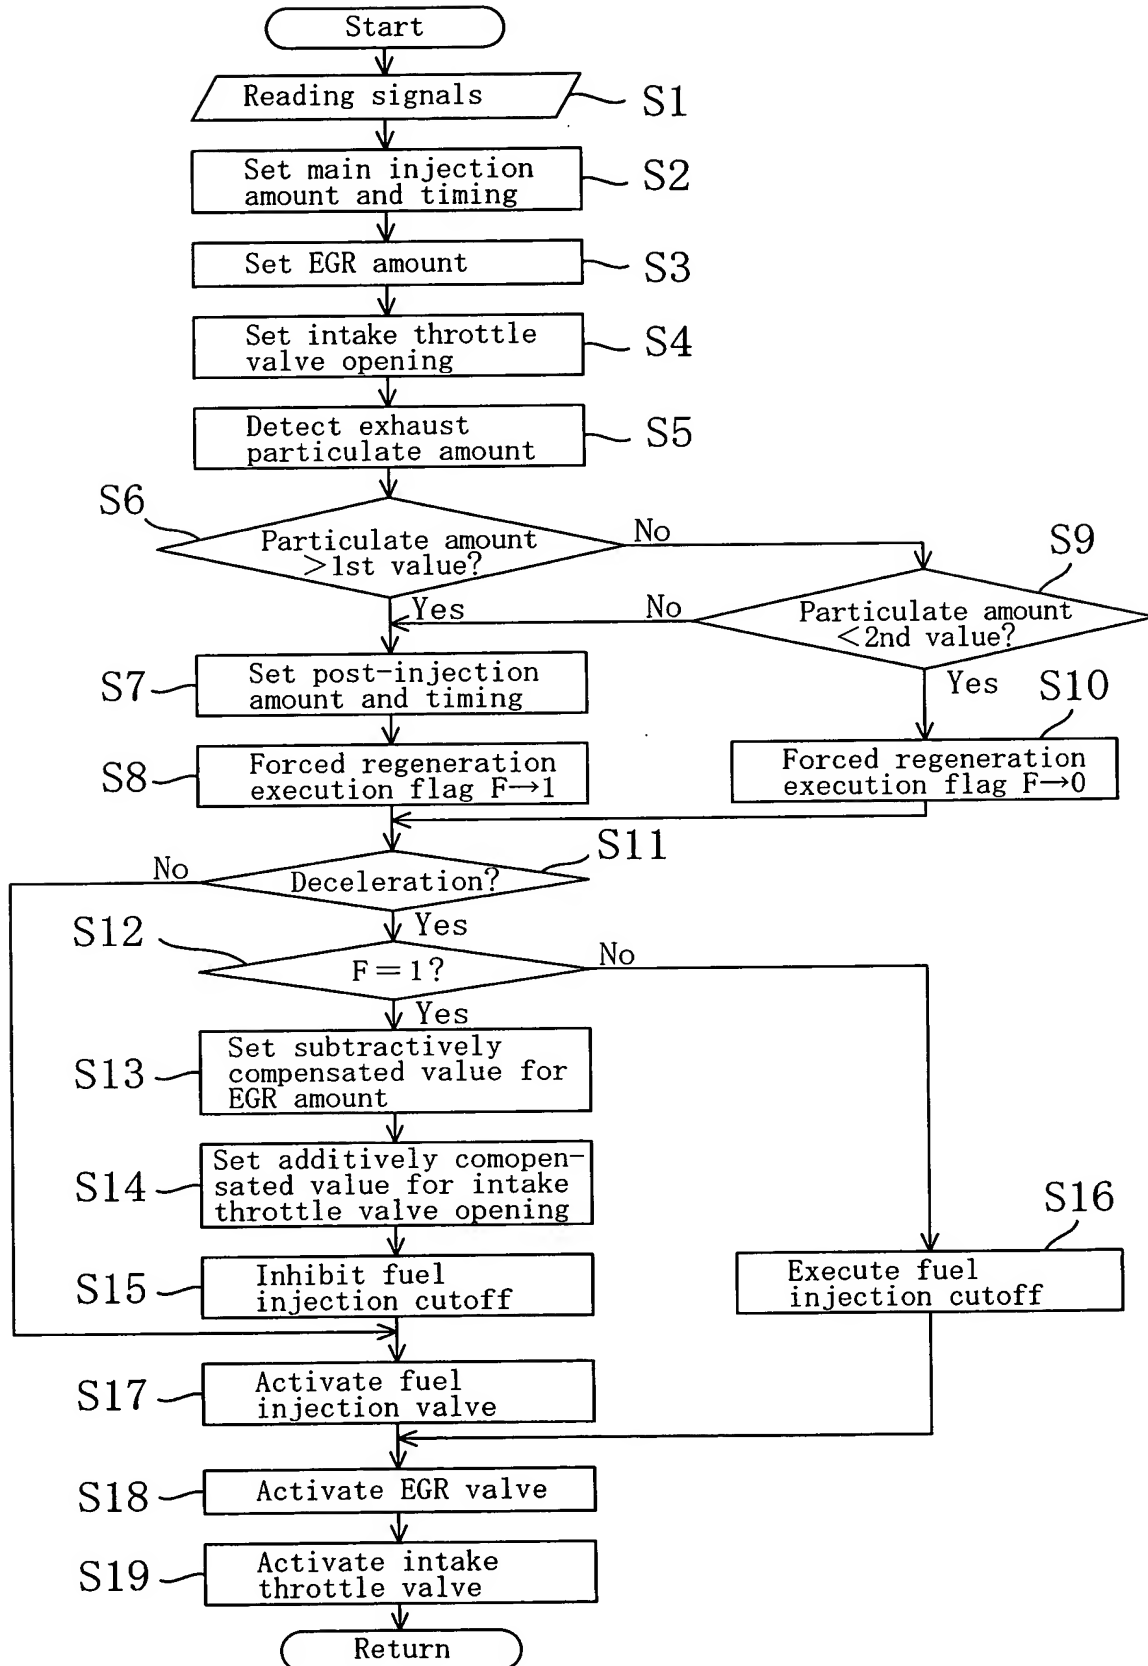 Start
Reading signals
S1
Set main injection
amount and timing
S2
Set EGR amount
S3
Set intake throttle
valve opening
S4
Detect exhaust
particulate amount
S5
S6
Particulate amount
>1st value?
No
Yes
S9
Particulate amount
<2nd value?
No
Yes
S7
Set post-injection
amount and timing
S10
S8
Forced regeneration
execution flag F→1
Forced regeneration
execution flag F→0
S11
Deceleration?
No
Yes
S12
F=1?
No
Yes
S13
Set subtractively
compensated value for
EGR amount
S14
Set additively comopen-
sated value for intake
throttle valve opening
S15
Inhibit fuel
injection cutoff
S16
Execute fuel
injection cutoff
S17
Activate fuel
injection valve
S18
Activate EGR valve
S19
Activate intake
throttle valve
Return